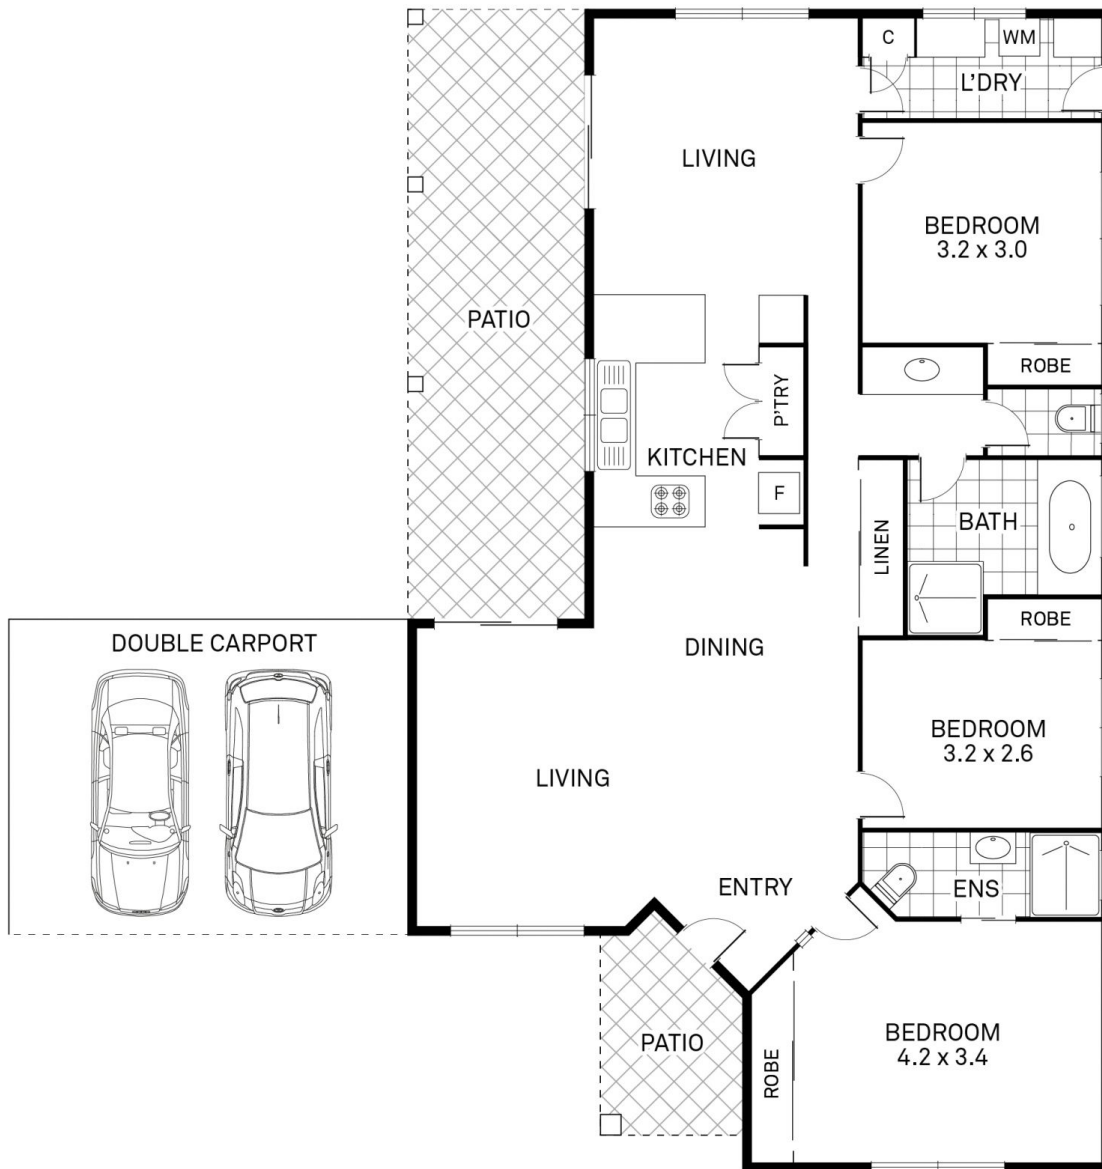 C
WM
L'DRY
LIVING
BEDROOM
3.2 x 3.0
PATIO
ROBE
P'TRY
KITCHEN
F
BATH
LINEN
ROBE
DOUBLE CARPORT
DINING
BEDROOM
3.2 x 2.6
LIVING
ENTRY
ENS
BEDROOM
4.2 x 3.4
PATIO
ROBE